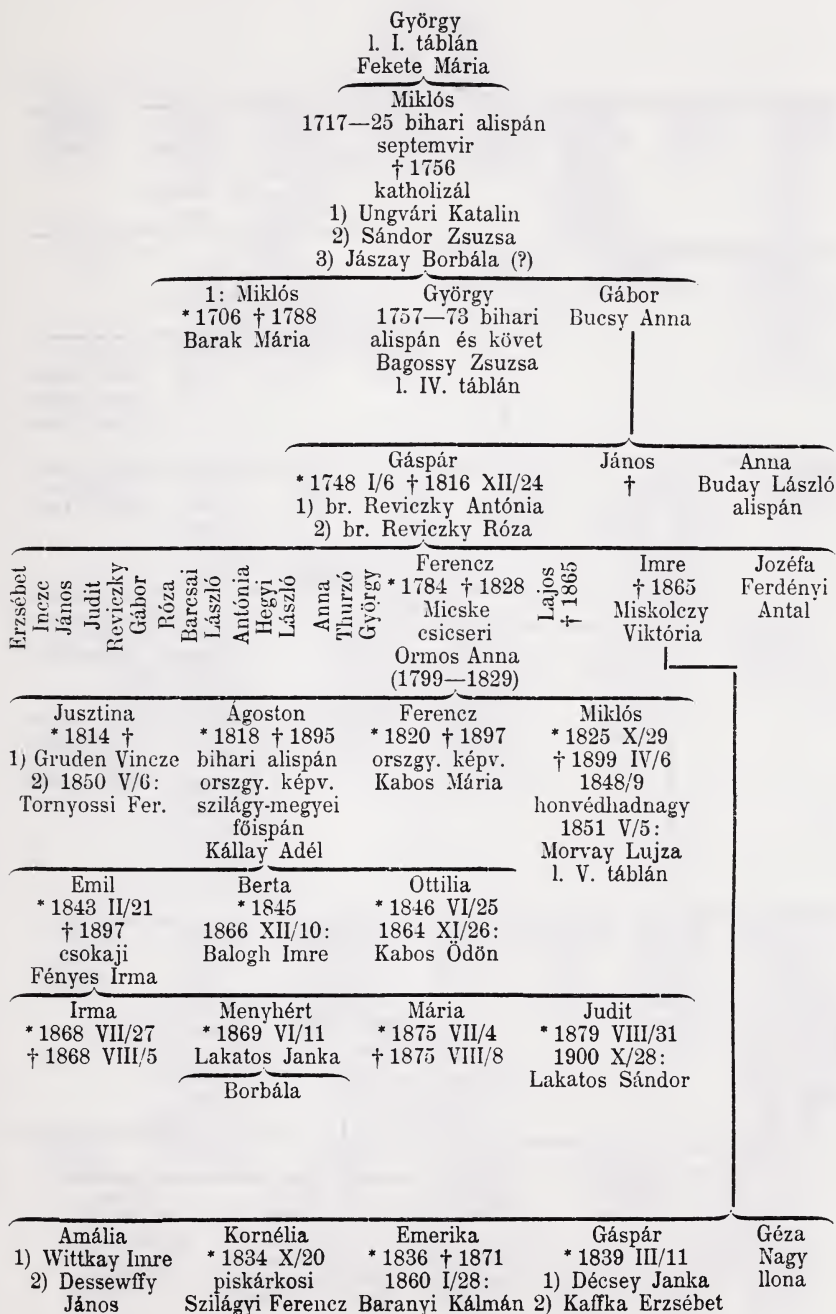 György
l. I. táblán
Fekete Mária
Miklós
1717—25 bihari alispán
septemvir
† 1756
katholizál
1) Ungvári Katalin
2) Sándor Zsuzsa
3) Jászay Borbála (?)
1: Miklós
* 1706 † 1788
Barak Mária
György
1757—73 bihari
alispán és követ
Bagossy Zsuzsa
l. IV. táblán
Gábor
Bucsy Anna
Gáspár
* 1748 I/6 † 1816 XII/24
1) br. Reviczky Antónia
2) br. Reviczky Róza
János
†
Anna
Buday László
alispán
Erzsébet
Incze
János
Judit
Reviczky
Gábor
Róza
Barcsai
László
Antónia
Hegyi
László
Anna
Thurzó
György
Ferencz
* 1784 † 1828
Micske
csicseri
Ormos Anna
(1799—1829)
Lajos
† 1865
Imre
† 1865
Miskolczy
Viktória
Jozéfa
Ferdényi
Antal
Jusztina
* 1814 †
1) Gruden Vincze
2) 1850 V/6:
Tornyossi Fer.
Ágoston
* 1818 † 1895
bihari alispán
orszgy. képv.
szilágy-megyei
főispán
Kállay Adél
Ferencz
* 1820 † 1897
orszgy. képv.
Kabos Mária
Miklós
* 1825 X/29
† 1899 IV/6
1848/9
honvédhadnagy
1851 V/5:
Morvay Lujza
l. V. táblán
Emil
* 1843 II/21
† 1897
csokaji
Fényes Irma
Berta
* 1845
1866 XII/10:
Balogh Imre
Ottilia
* 1846 VI/25
1864 XI/26:
Kabos Ödön
Irma
* 1868 VII/27
† 1868 VIII/5
Menyhért
* 1869 VI/11
Lakatos Janka
Mária
* 1875 VII/4
† 1875 VIII/8
Judit
* 1879 VIII/31
1900 X/28:
Lakatos Sándor
Borbála
Amália
1) Wittkay Imre
2) Dessewffy
János
Kornélia
* 1834 X/20
piskárkosi
Szilágyi Ferencz
Emerika
* 1836 † 1871
1860 I/28:
Baranyi Kálmán
Gáspár
* 1839 III/11
1) Décsey Janka
2) Kaffka Erzsébet
Géza
Nagy
Ilona